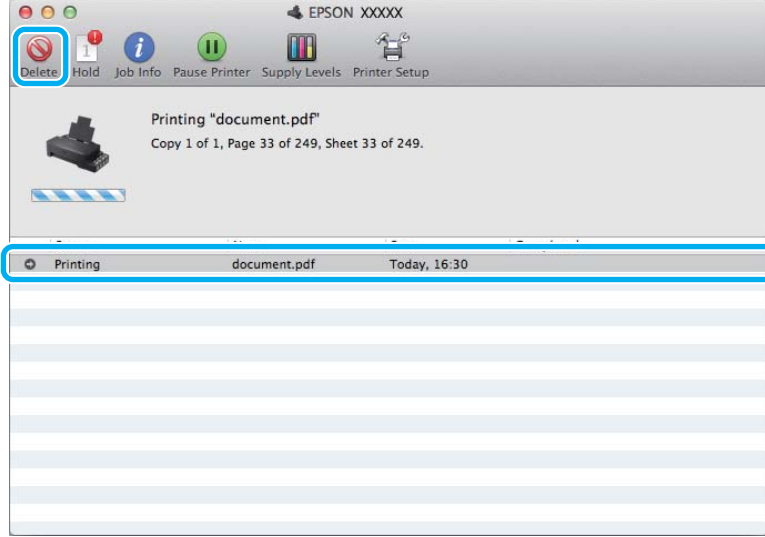 EPSON XXXXX
1
Delete Hold Job Info Pause Printer Supply Levels Printer Setup
Printing "document.pdf"
Copy 1 of 1, Page 33 of 249, Sheet 33 of 249.
Printing document.pdf Today, 16:30